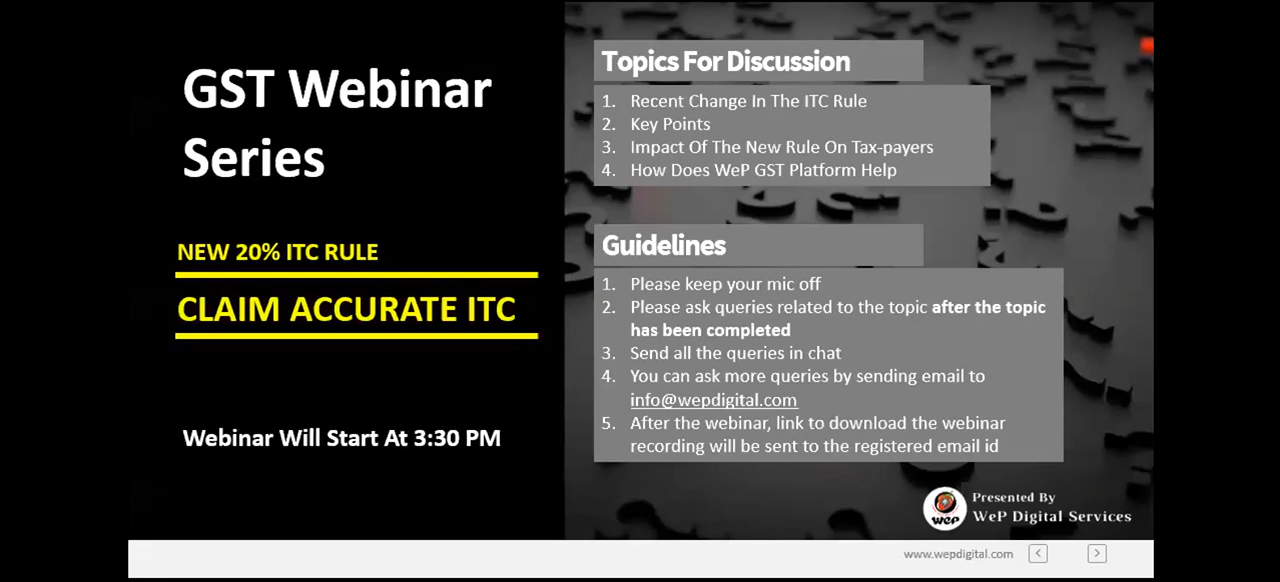 GST Webinar
Series
NEW 20% ITC RULE
CLAIM ACCURATE ITC
Webinar Will Start At 3:30 PM
Topics For Discussion
1. Recent Change In The ITC Rule
2. Key Points
3. Impact Of The New Rule On Tax-payers
4. How Does WeP GST Platform Help
Guidelines
1. Please keep your mic off
2. Please ask queries related to the topic after the topic
has been completed
3. Send all the queries in chat
4. You can ask more queries by sending email to
info@wepdigital.com
5. After the webinar, link to download the webinar
recording will be sent to the registered email id
WeP
Presented By
WeP Digital Services
www.wepdigital.com